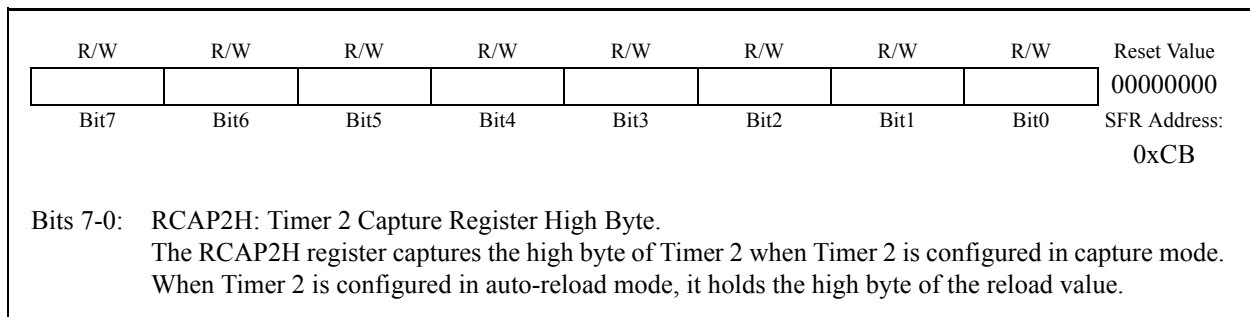 R/W R/W R/W R/W R/W R/W R/W R/W Reset Value
00000000
Bit7 Bit6 Bit5 Bit4 Bit3 Bit2 Bit1 Bit0 SFR Address:
0xCB
Bits 7-0: RCAP2H: Timer 2 Capture Register High Byte.
The RCAP2H register captures the high byte of Timer 2 when Timer 2 is configured in capture mode.
When Timer 2 is configured in auto-reload mode, it holds the high byte of the reload value.